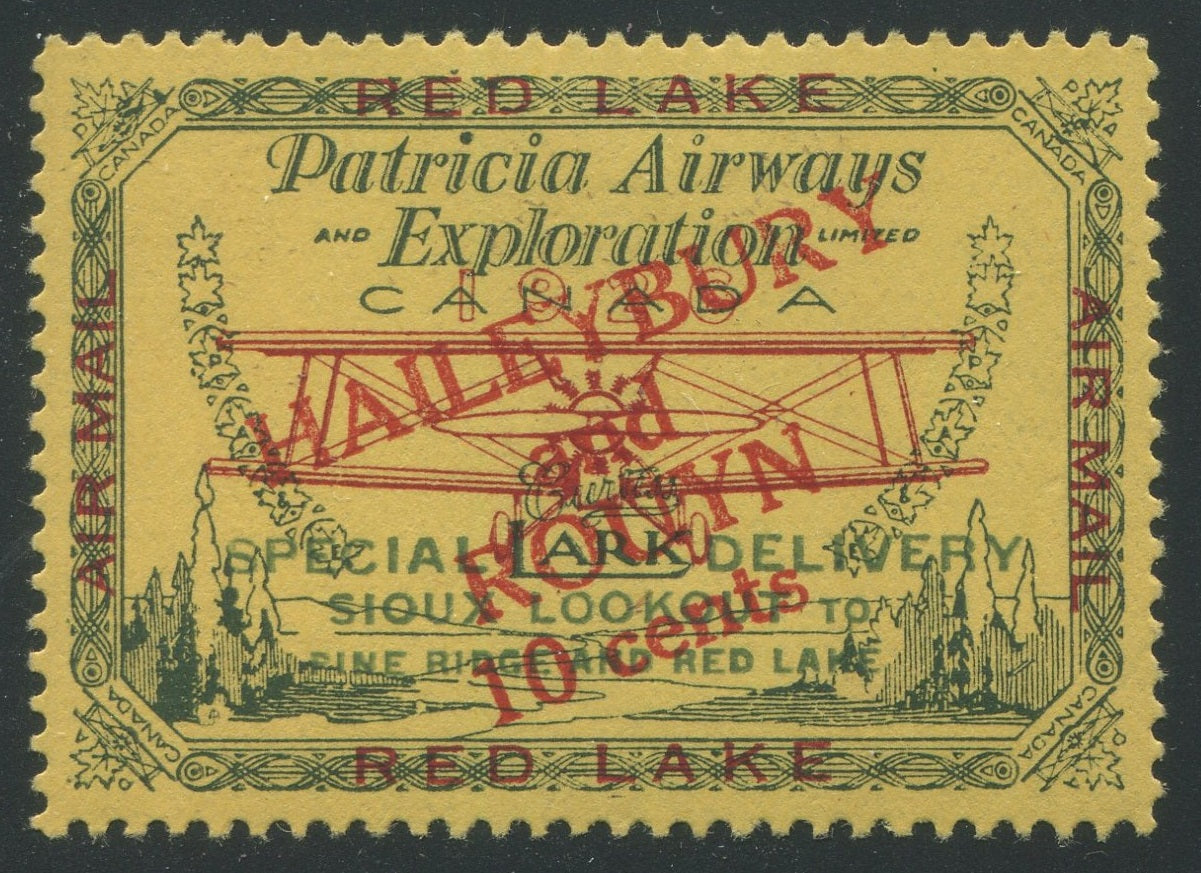 RED LAKE
Patricia Airways
AND Exploration LIMITED
1926
CANADA
HAILEYBURY
and
ROUYN
10 cents
Curtiss
LARK
SPECIAL DELIVERY
SIOUX LOOKOUT TO
PINE RIDGE AND RED LAKE
RED LAKE
AIR MAIL
AIR MAIL
CANADA
CANADA
CANADA
CANADA